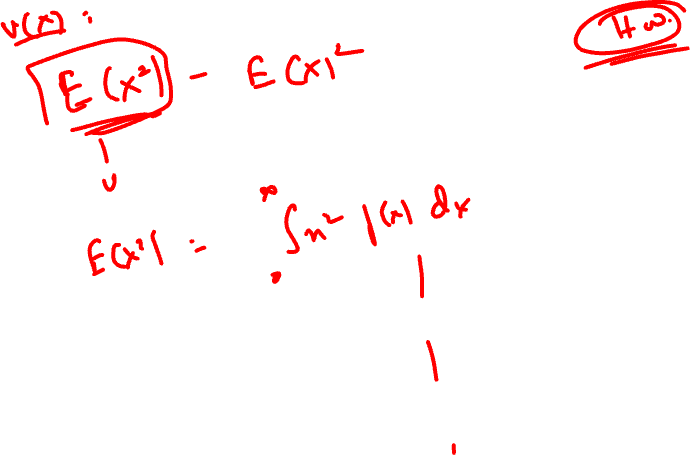 V(X) :
H.W.
E(X²) - E(X)²
E(X²) = ∫₀^∞ x² f(x) dx